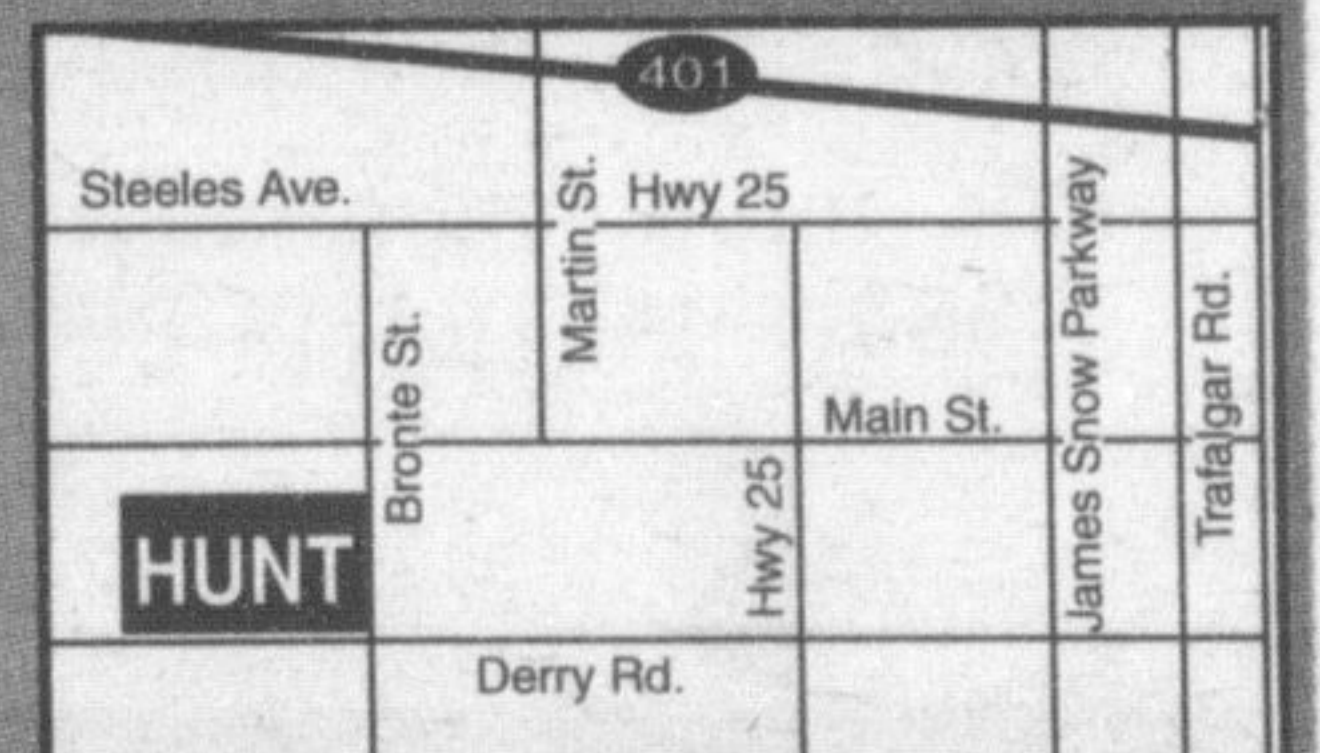 401
Steeles Ave.
Martin St.
Hwy 25
James Snow Parkway
Trafalgar Rd.
Bronte St.
Main St.
Hwy 25
HUNT
Derry Rd.